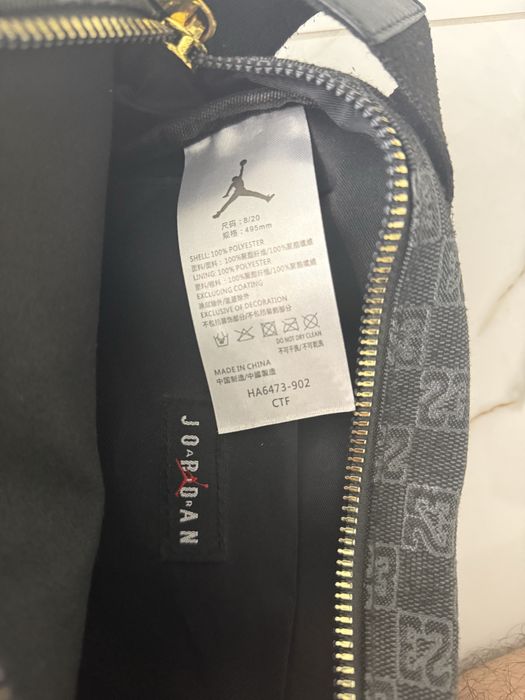 尺码：8/20
规格：495mm
SHELL: 100% POLYESTER
面料/面料：100%聚酯纤维/100%聚酯纖維
LINING: 100% POLYESTER
里料/裡料：100%聚酯纤维/100%聚酯纖維
EXCLUDING COATING
涂层除外/塗層除外
EXCLUSIVE OF DECORATION
不包括装饰部分/不包括裝飾部分
DO NOT DRY CLEAN
不可干洗/不可乾洗
MADE IN CHINA
中国制造/中國製造
HA6473-902
CTF
JORDAN